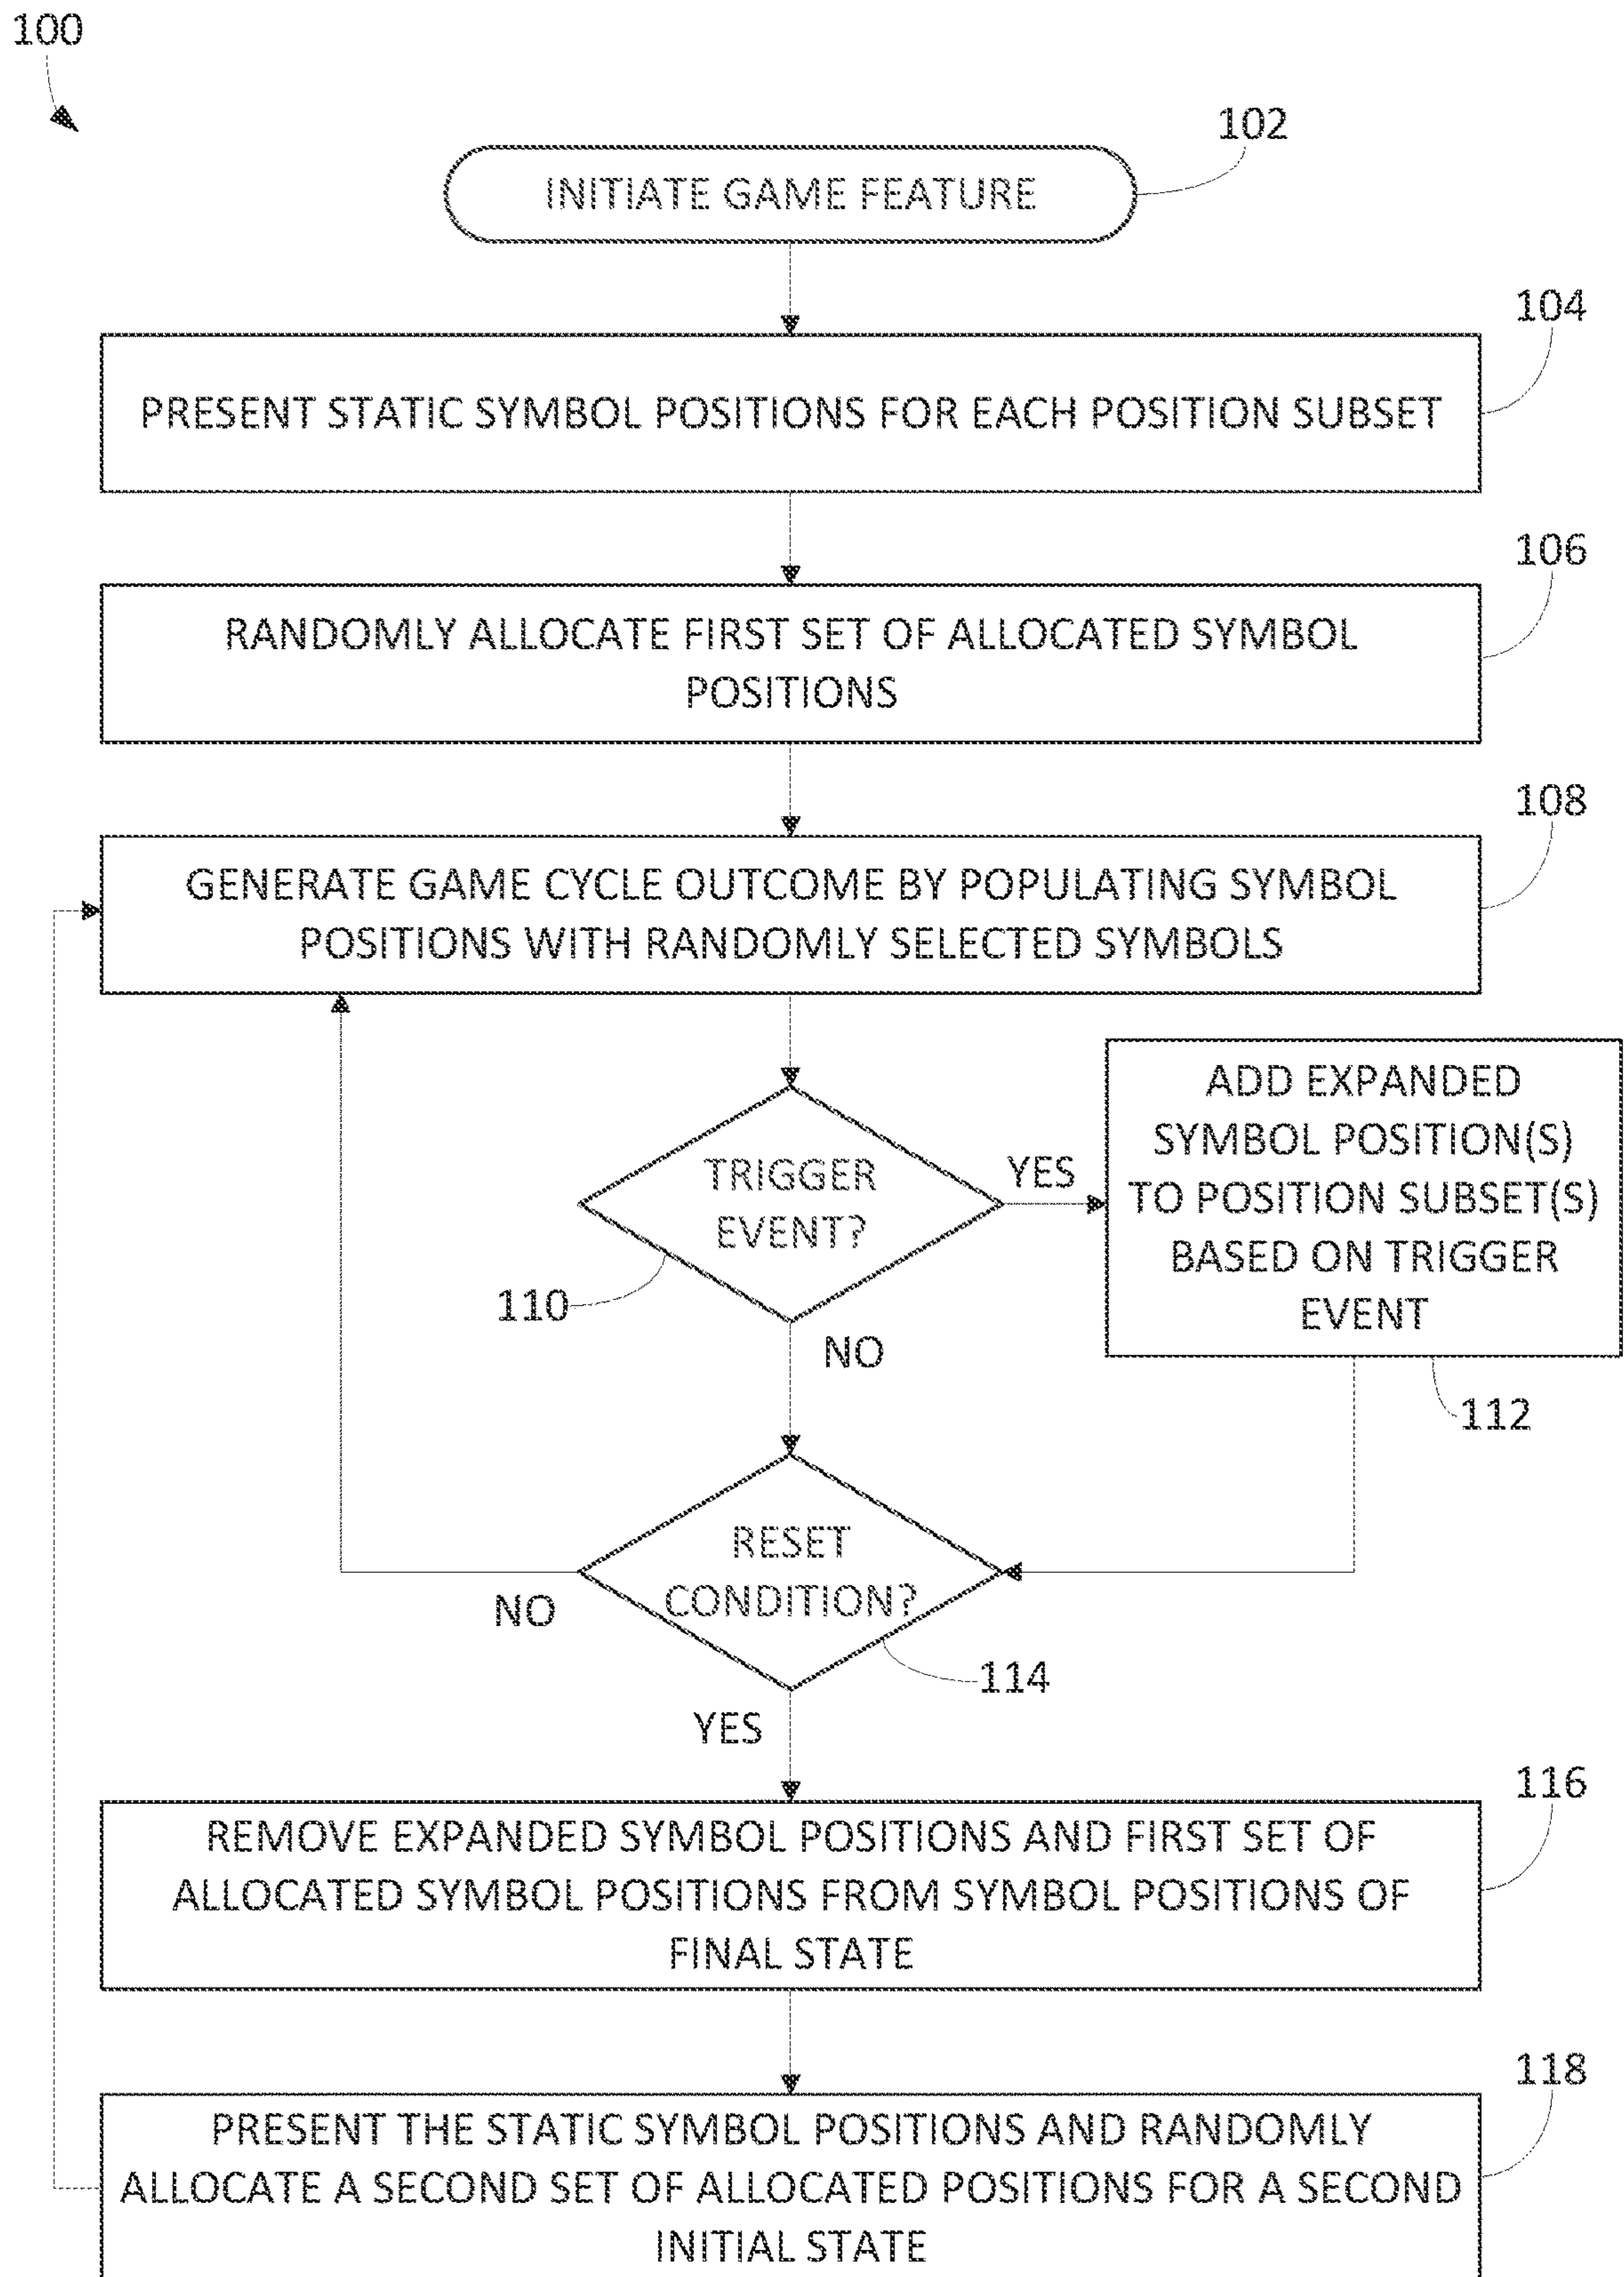 100
102
INITIATE GAME FEATURE
104
PRESENT STATIC SYMBOL POSITIONS FOR EACH POSITION SUBSET
106
RANDOMLY ALLOCATE FIRST SET OF ALLOCATED SYMBOL
POSITIONS
108
GENERATE GAME CYCLE OUTCOME BY POPULATING SYMBOL
POSITIONS WITH RANDOMLY SELECTED SYMBOLS
TRIGGER
EVENT?
YES
110
NO
ADD EXPANDED
SYMBOL POSITION(S)
TO POSITION SUBSET(S)
BASED ON TRIGGER
EVENT
112
RESET
CONDITION?
NO
114
YES
116
REMOVE EXPANDED SYMBOL POSITIONS AND FIRST SET OF
ALLOCATED SYMBOL POSITIONS FROM SYMBOL POSITIONS OF
FINAL STATE
118
PRESENT THE STATIC SYMBOL POSITIONS AND RANDOMLY
ALLOCATE A SECOND SET OF ALLOCATED POSITIONS FOR A SECOND
INITIAL STATE